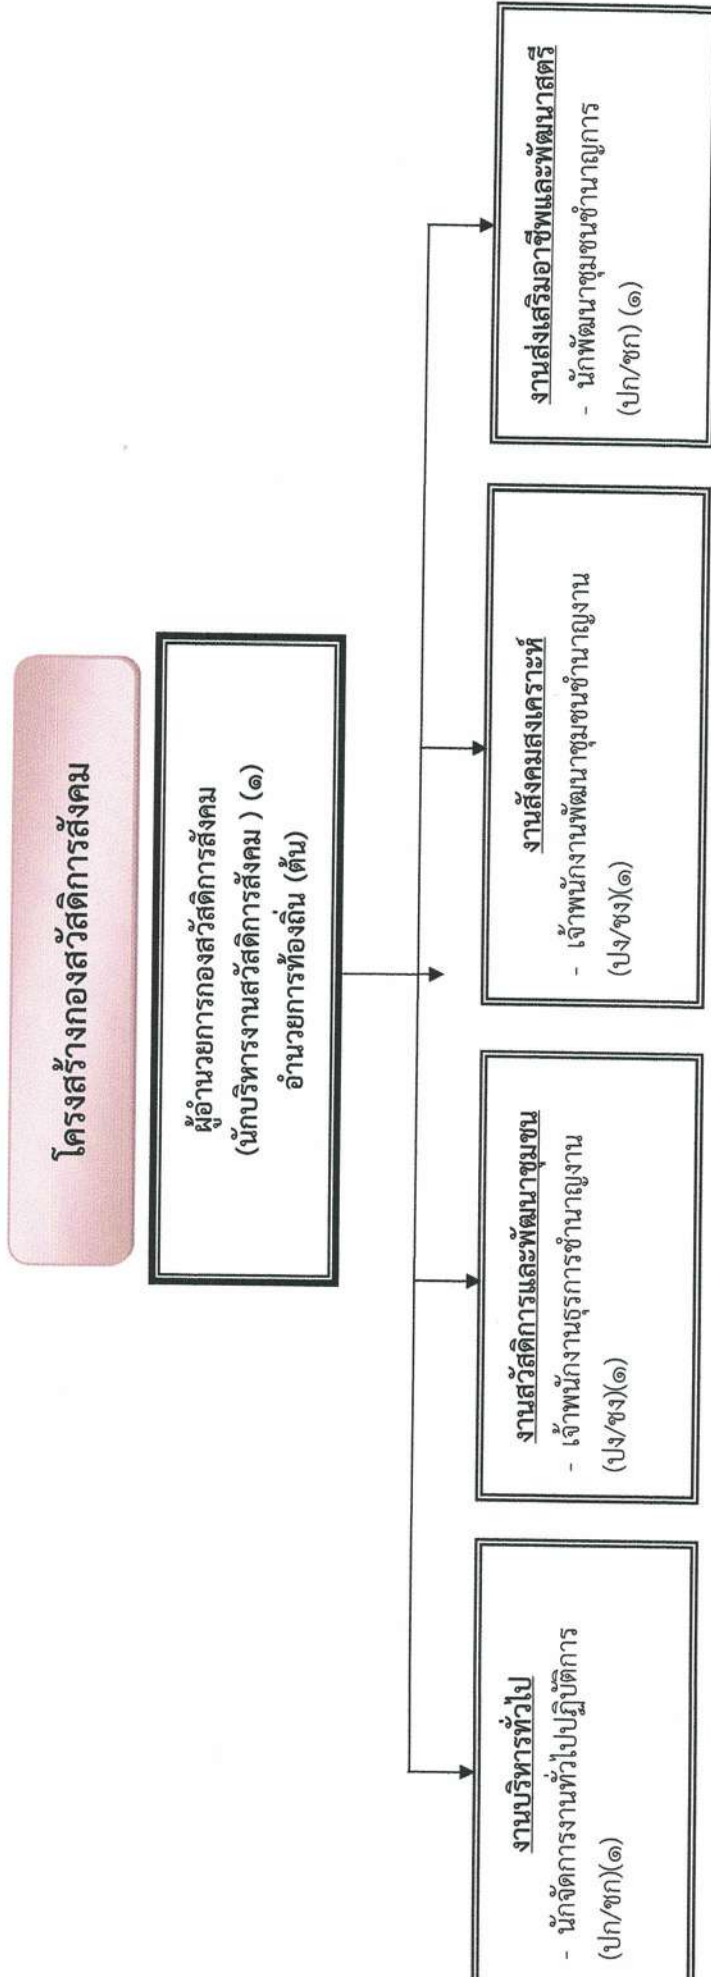 โครงสร้างกองสวัสดิการสังคม
ผู้อำนวยการกองสวัสดิการสังคม
(นักบริหารงานสวัสดิการสังคม ) (๑)
อำนวยการท้องถิ่น (ต้น)
งานบริหารทั่วไป
- นักจัดการงานทั่วไปปฏิบัติการ
(ปก/ชก)(๑)
งานสวัสดิการและพัฒนาชุมชน
- เจ้าพนักงานธุรการชำนาญงาน
(ปง/ชง)(๑)
งานสังคมสงเคราะห์
- เจ้าพนักงานพัฒนาชุมชนชำนาญงาน
(ปง/ชง)(๑)
งานส่งเสริมอาชีพและพัฒนาสตรี
- นักพัฒนาชุมชนชำนาญการ
(ปก/ชก) (๑)